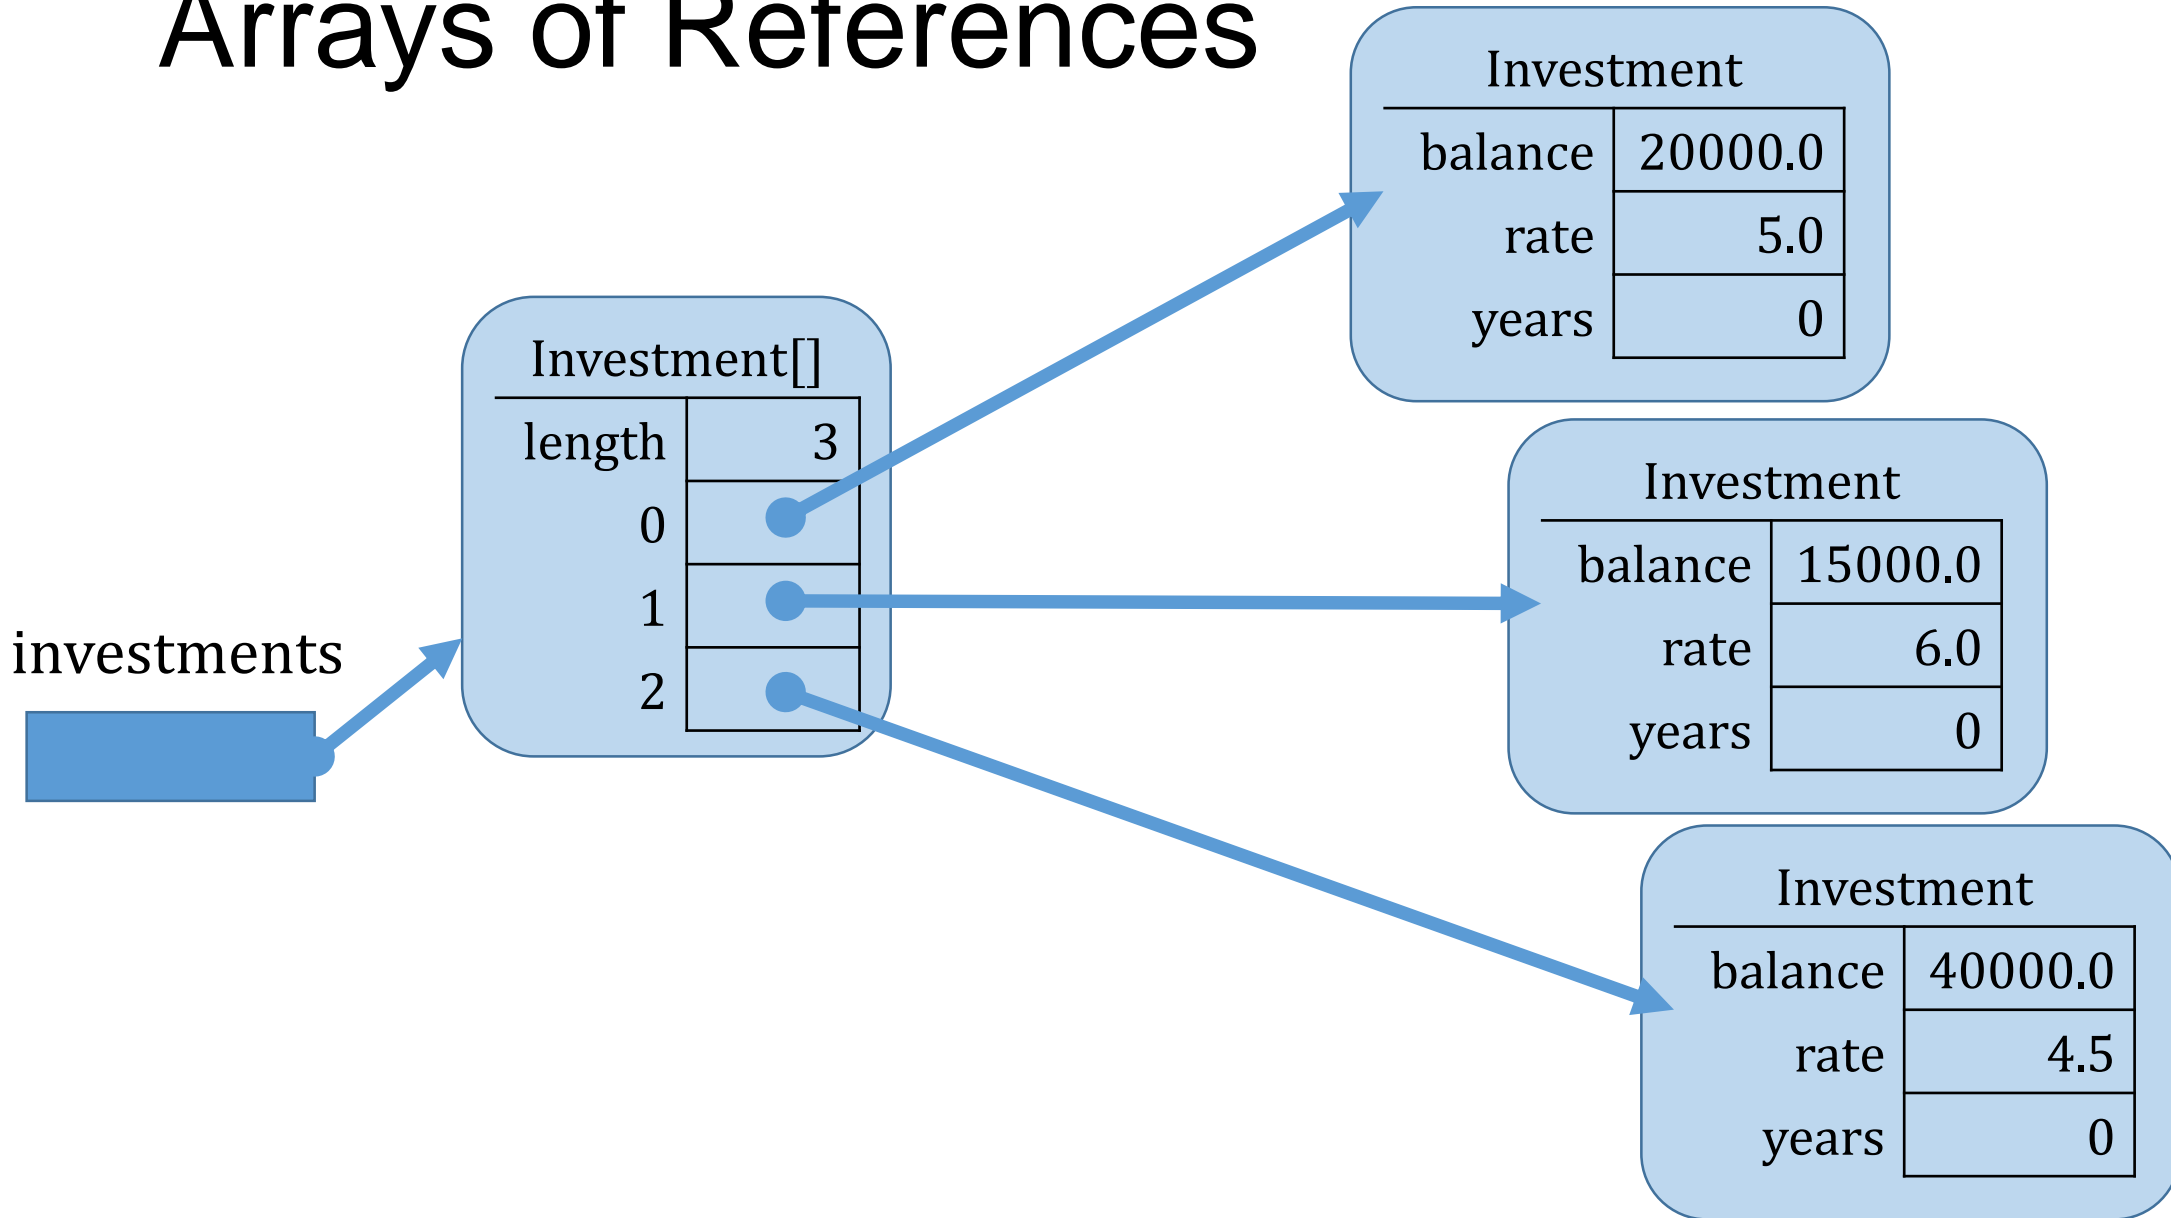 Arrays of References
Investment
balance 20000.0
rate 5.0
years 0
Investment[]
length 3
0
1
2
investments
Investment
balance 15000.0
rate 6.0
years 0
Investment
balance 40000.0
rate 4.5
years 0